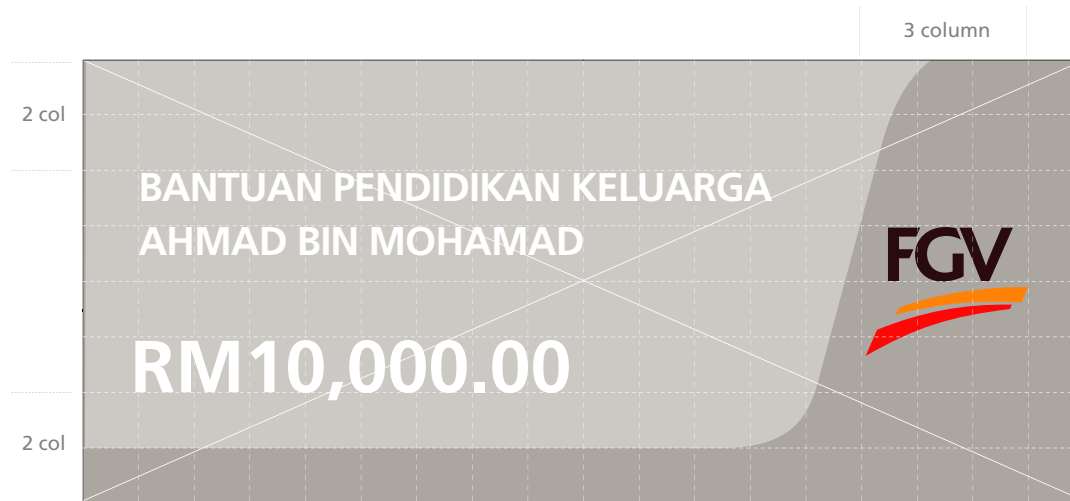 3 column
2 col
BANTUAN PENDIDIKAN KELUARGA
AHMAD BIN MOHAMAD
FGV
RM10,000.00
2 col